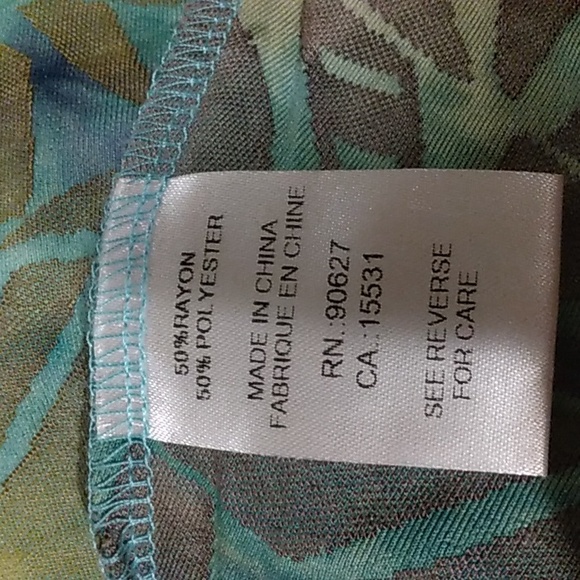 50%RAYON
50% POLYESTER
MADE IN CHINA
FABRIQUE EN CHINE
RN.:90627
CA.:15531
SEE REVERSE
FOR CARE